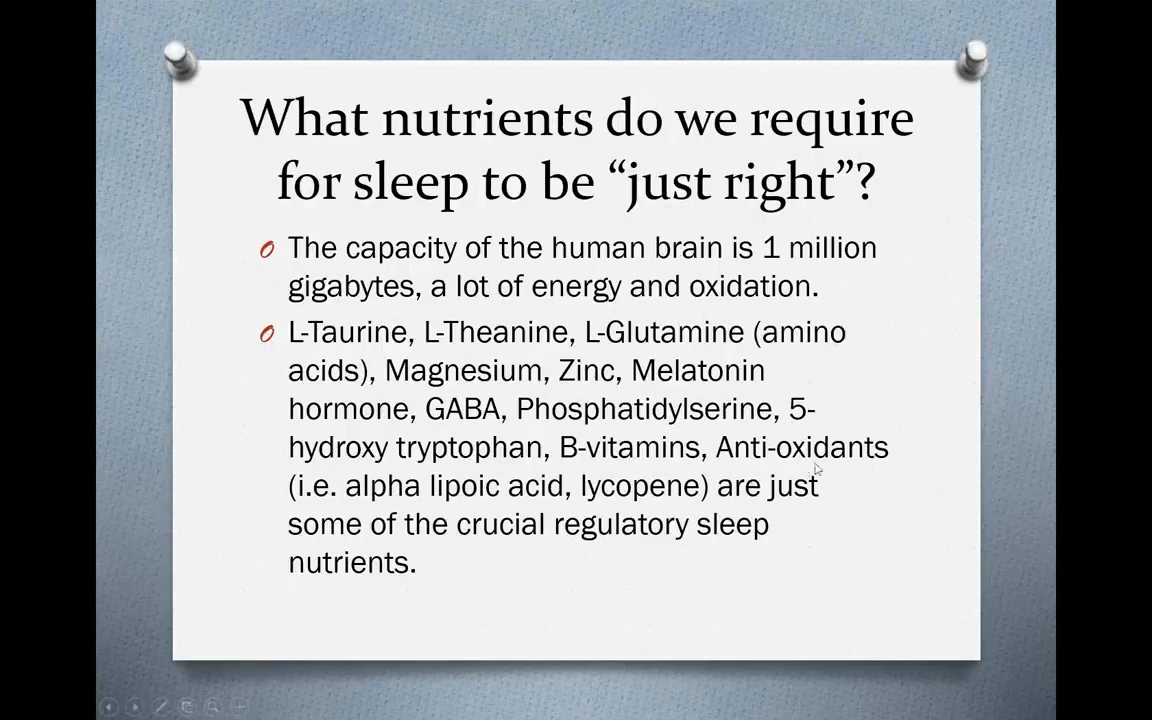 What nutrients do we require
for sleep to be “just right”?
The capacity of the human brain is 1 million
gigabytes, a lot of energy and oxidation.
L-Taurine, L-Theanine, L-Glutamine (amino
acids), Magnesium, Zinc, Melatonin
hormone, GABA, Phosphatidylserine, 5-
hydroxy tryptophan, B-vitamins, Anti-oxidants
(i.e. alpha lipoic acid, lycopene) are just
some of the crucial regulatory sleep
nutrients.